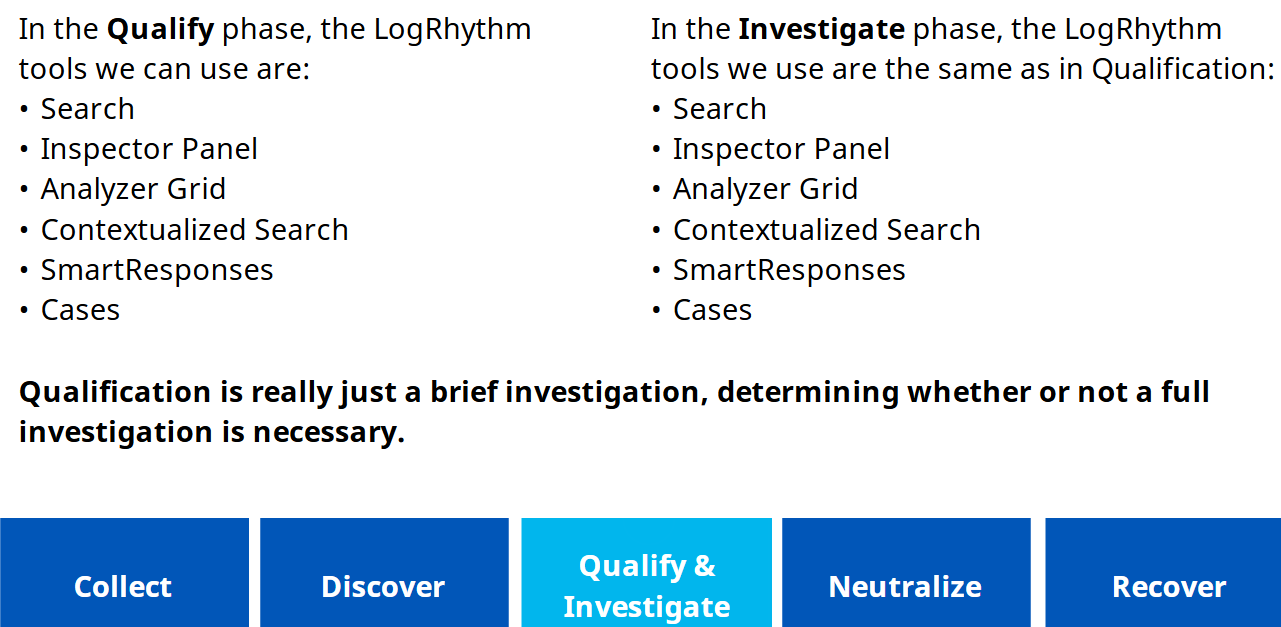 In the Qualify phase, the LogRhythm
tools we can use are:
• Search
• Inspector Panel
• Analyzer Grid
• Contextualized Search
• SmartResponses
• Cases
In the Investigate phase, the LogRhythm
tools we use are the same as in Qualification:
• Search
• Inspector Panel
• Analyzer Grid
• Contextualized Search
• SmartResponses
• Cases
Qualification is really just a brief investigation, determining whether or not a full
investigation is necessary.
Collect
Discover
Qualify &
Investigate
Neutralize
Recover